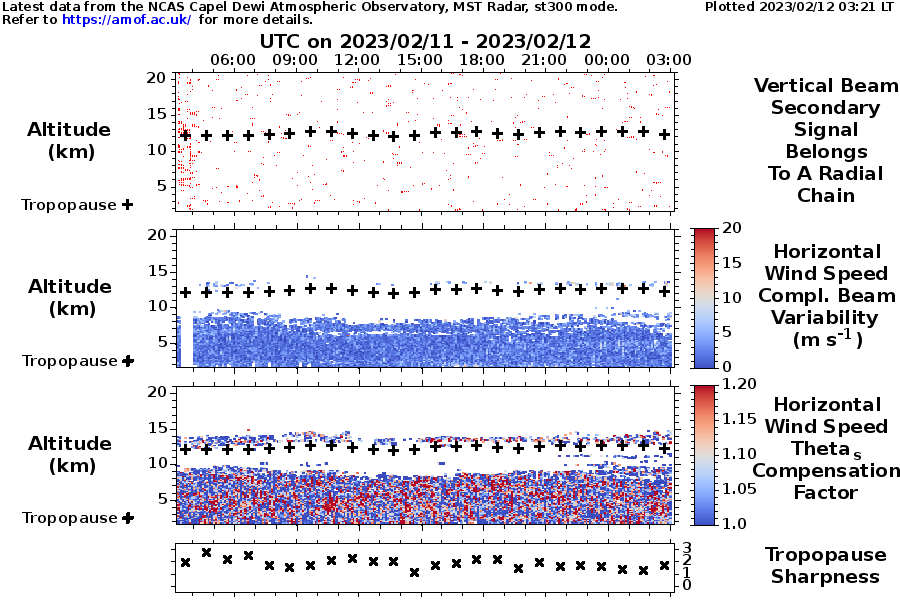 Latest data from the NCAS Capel Dewi Atmospheric Observatory, MST Radar, st300 mode.
Plotted 2023/02/12 03:21 LT
Refer to https://amof.ac.uk/ for more details.
UTC on 2023/02/11 - 2023/02/12
06:00 09:00 12:00 15:00 18:00 21:00 00:00 03:00
20
15
10
5
Altitude
(km)
Tropopause +
Vertical Beam
Secondary
Signal
Belongs
To A Radial
Chain
20
15
10
5
Altitude
(km)
Tropopause +
20
15
10
5
0
Horizontal
Wind Speed
Compl. Beam
Variability
(m s-1)
20
15
10
5
Altitude
(km)
Tropopause +
1.20
1.15
1.10
1.05
1.0
Horizontal
Wind Speed
Theta s
Compensation
Factor
3
2
1
0
Tropopause
Sharpness